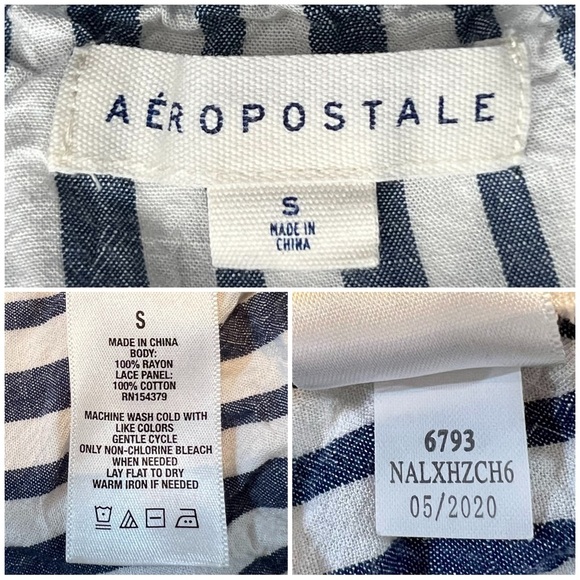 AÉROPOSTALE
S
MADE IN
CHINA
S
MADE IN CHINA
BODY:
100% RAYON
LACE PANEL:
100% COTTON
RN154379
MACHINE WASH COLD WITH
LIKE COLORS
GENTLE CYCLE
ONLY NON-CHLORINE BLEACH
WHEN NEEDED
LAY FLAT TO DRY
WARM IRON IF NEEDED
6793
NALXHZCH6
05/2020